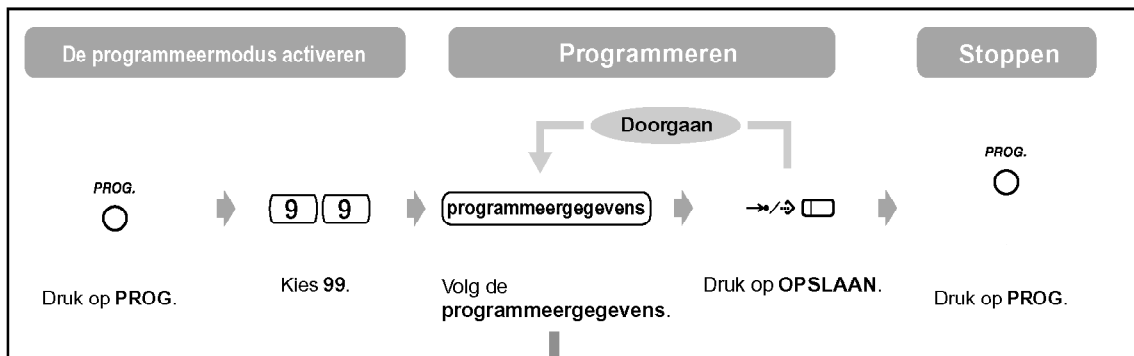 De programmeermodus activeren
Programmeren
Stoppen
Doorgaan
PROG.
9 9
programmeergegevens
PROG.
Druk op PROG.
Kies 99.
Volg de
programmeergegevens.
Druk op OPSLAAN.
Druk op PROG.